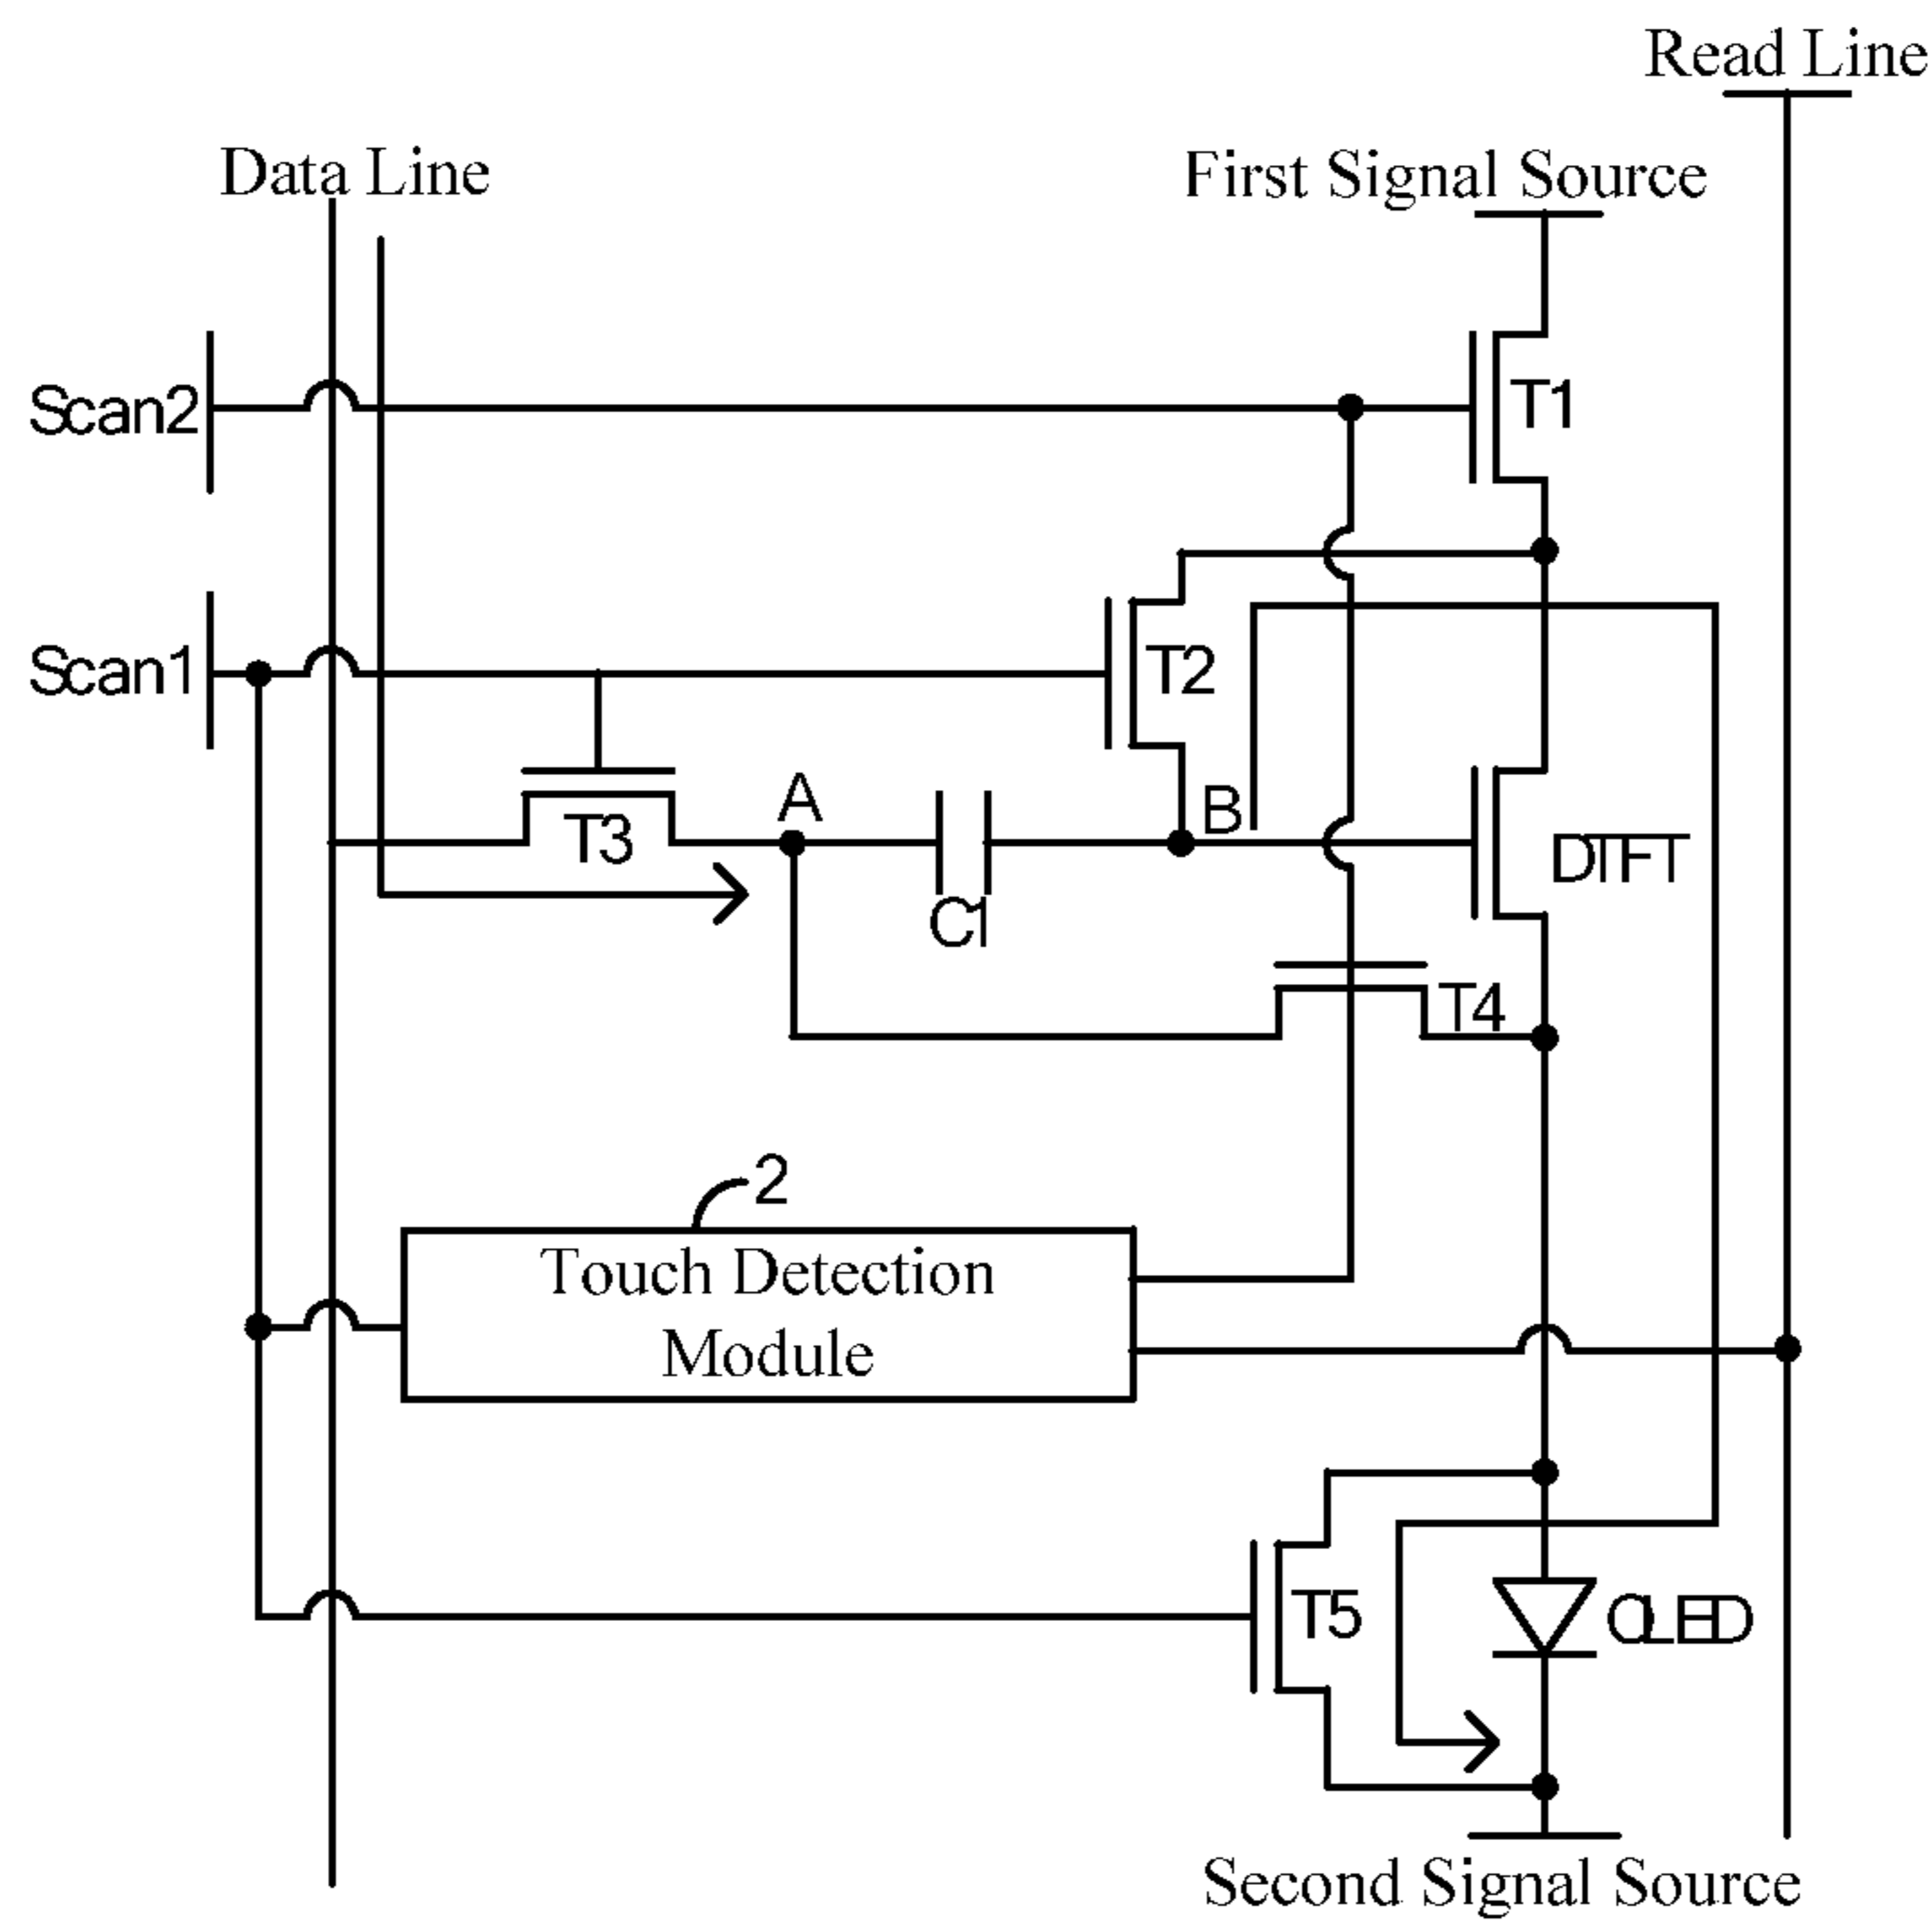 Read Line
Data Line
First Signal Source
Scan2
T1
Scan1
T2
A
B
T3
DTFT
C1
T4
2
Touch Detection
Module
T5
OLED
Second Signal Source